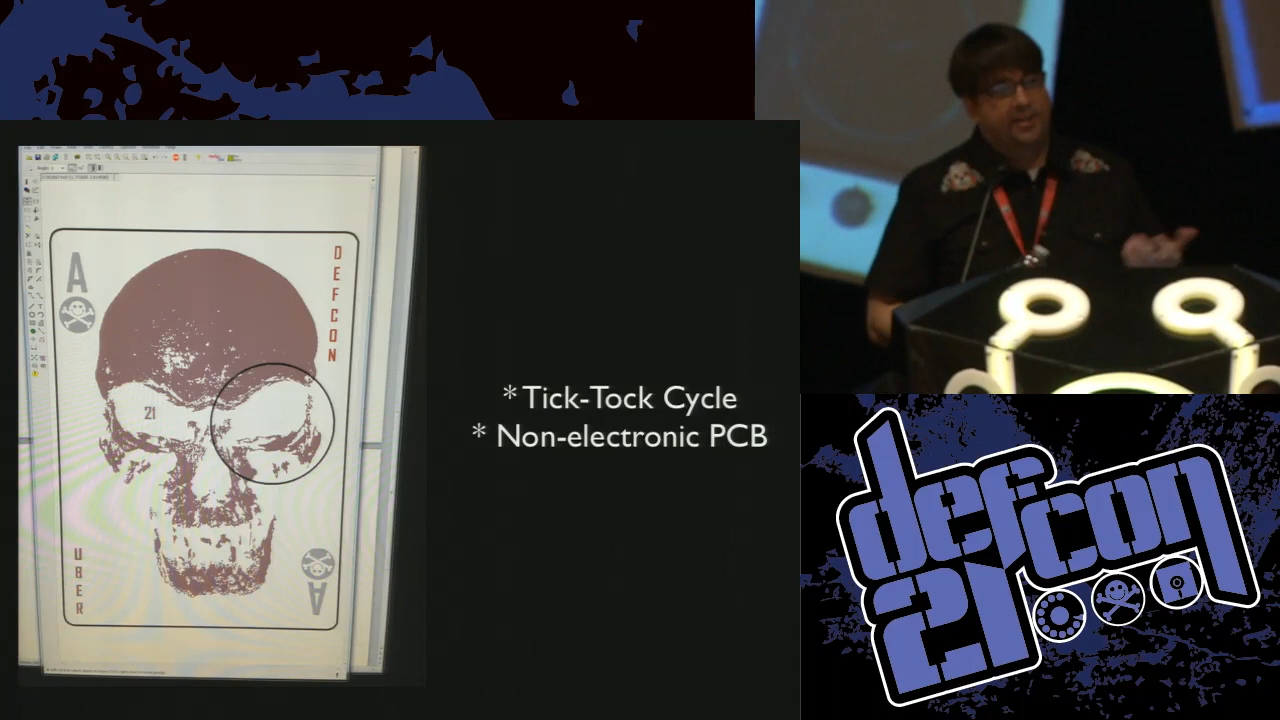 A
DEFCON
21
UBER
A
* Tick-Tock Cycle
* Non-electronic PCB
defcon
21